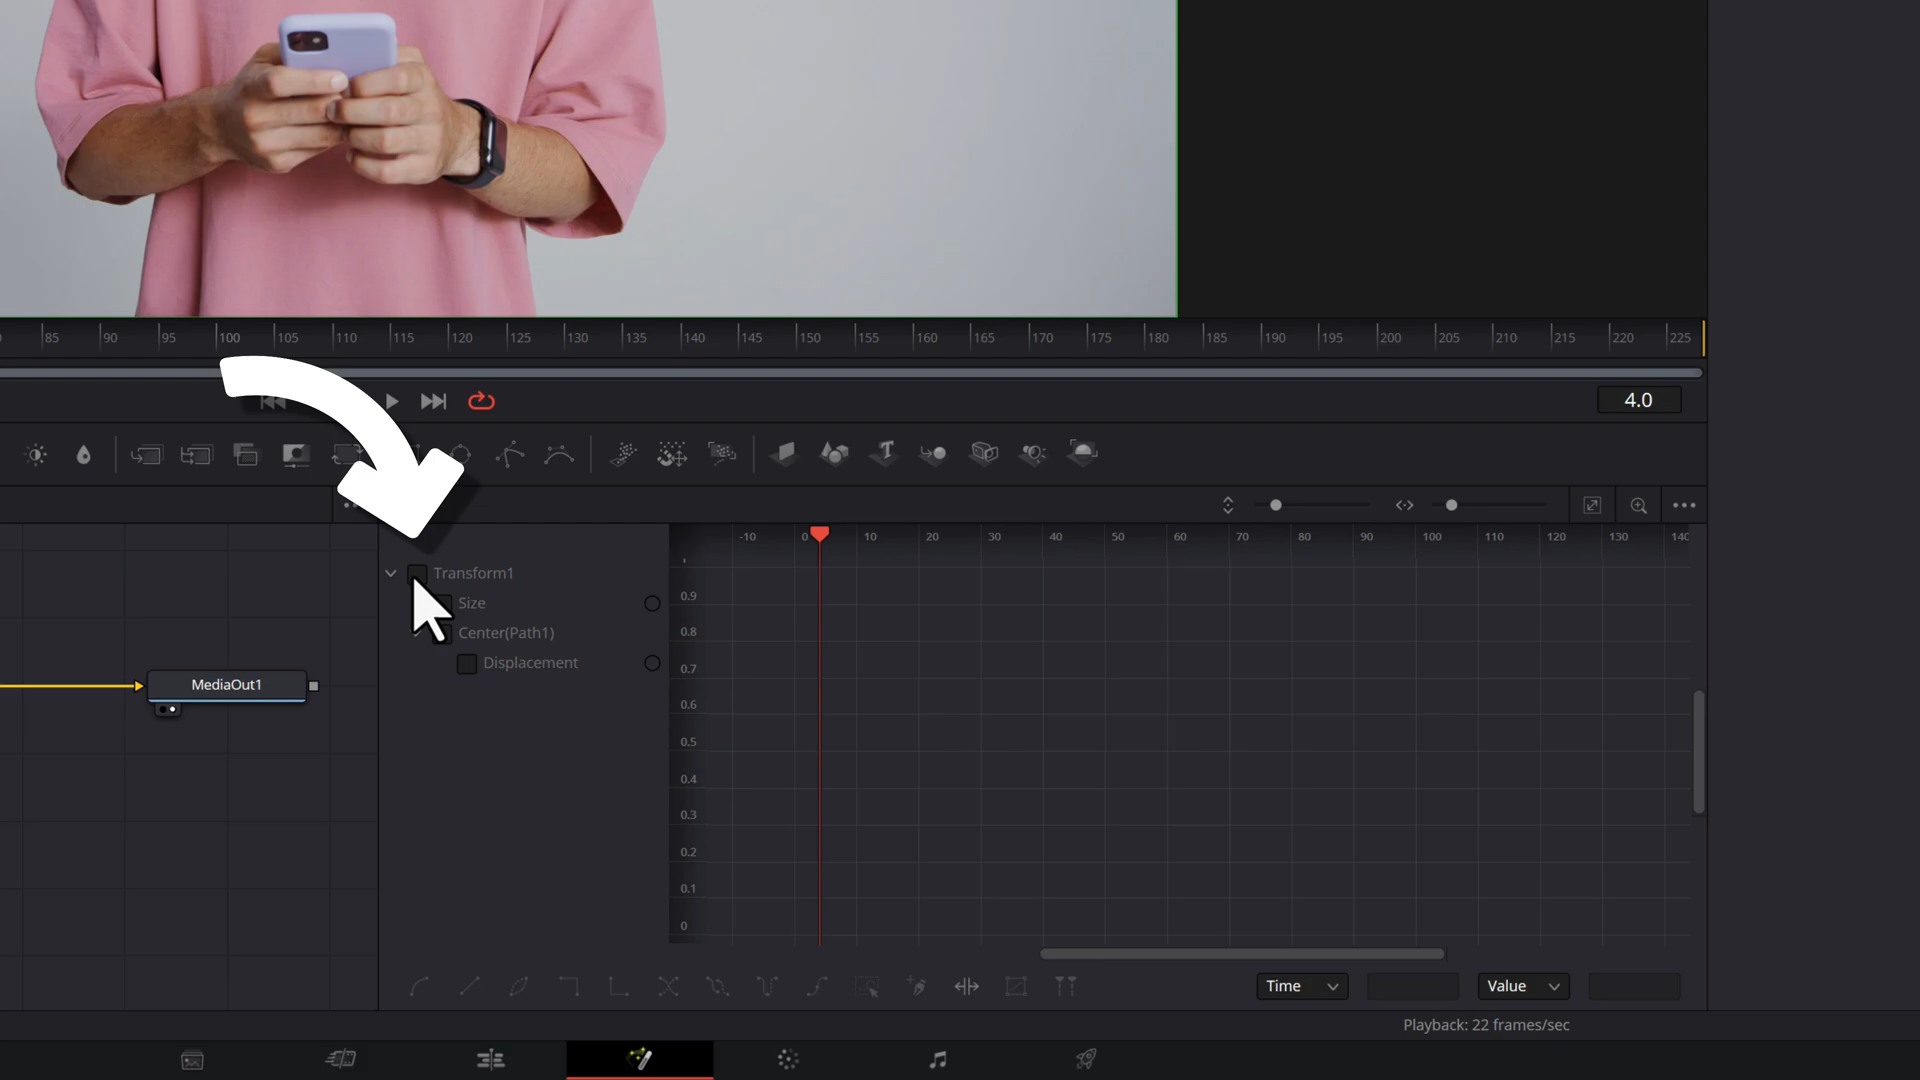 85 90 95 100 105 110 115 120 125 130 135 140 145 150 155 160 165 170 175 180 185 190 195 200 205 210 215 220 225
4.0
-10 0 10 20 30 40 50 60 70 80 90 100 110 120 130 140
Transform1
Size
Center(Path1)
Displacement
0.9
0.8
0.7
0.6
0.5
0.4
0.3
0.2
0.1
0
MediaOut1
Time
Value
Playback: 22 frames/sec